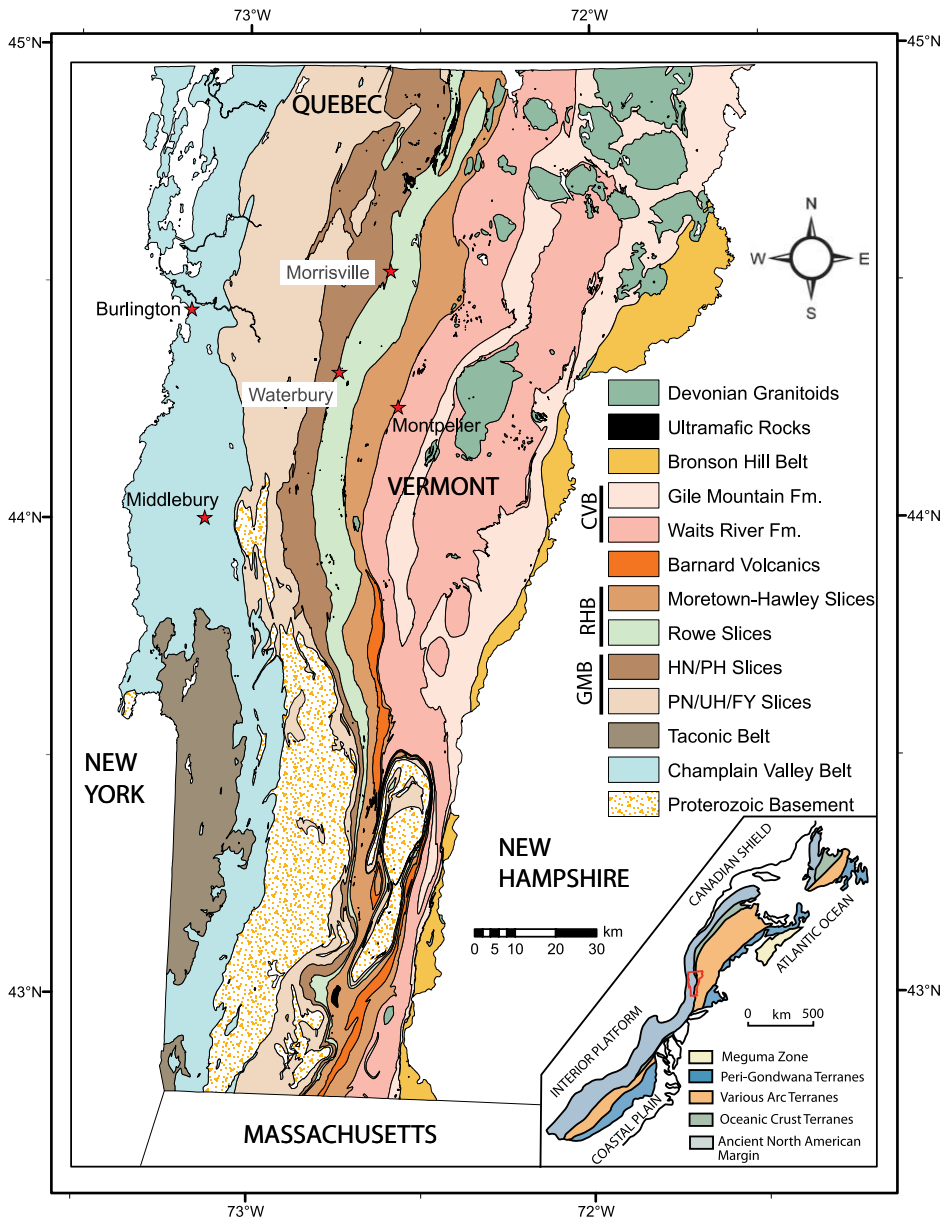 73°W
72°W
45°N
45°N
QUEBEC
N
W
E
S
Morrisville
Burlington
Waterbury
Montpelier
VERMONT
Middlebury
44°N
44°N
Devonian Granitoids
Ultramafic Rocks
Bronson Hill Belt
CVB
Gile Mountain Fm.
Waits River Fm.
Barnard Volcanics
RHB
Moretown-Hawley Slices
Rowe Slices
GMB
HN/PH Slices
PN/UH/FY Slices
Taconic Belt
Champlain Valley Belt
Proterozoic Basement
NEW
YORK
NEW
HAMPSHIRE
km
0 5 10 20 30
43°N
43°N
MASSACHUSETTS
CANADIAN SHIELD
ATLANTIC OCEAN
INTERIOR PLATFORM
COASTAL PLAIN
0 km 500
Meguma Zone
Peri-Gondwana Terranes
Various Arc Terranes
Oceanic Crust Terranes
Ancient North American
Margin
73°W
72°W